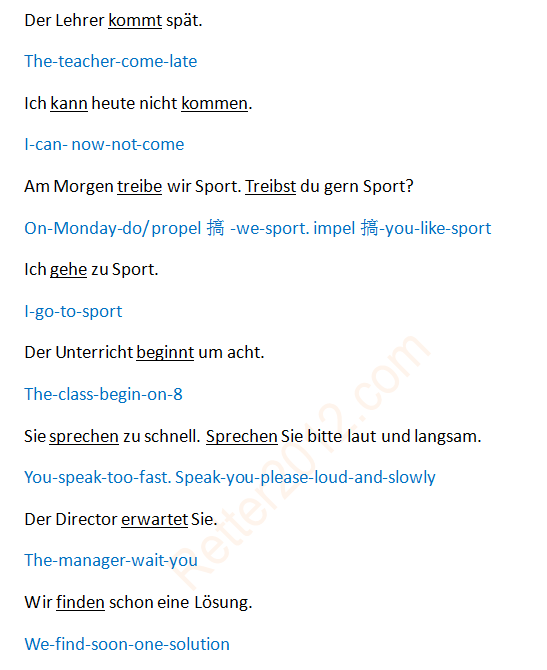 Der Lehrer kommt spät.
The-teacher-come-late
Ich kann heute nicht kommen.
I-can- now-not-come
Am Morgen treibe wir Sport. Treibst du gern Sport?
On-Monday-do/propel 搞 -we-sport. impel 搞-you-like-sport
Ich gehe zu Sport.
I-go-to-sport
Der Unterricht beginnt um acht.
The-class-begin-on-8
Sie sprechen zu schnell. Sprechen Sie bitte laut und langsam.
You-speak-too-fast. Speak-you-please-loud-and-slowly
Der Director erwartet Sie.
The-manager-wait-you
Wir finden schon eine Lösung.
We-find-soon-one-solution
Retter2012.com